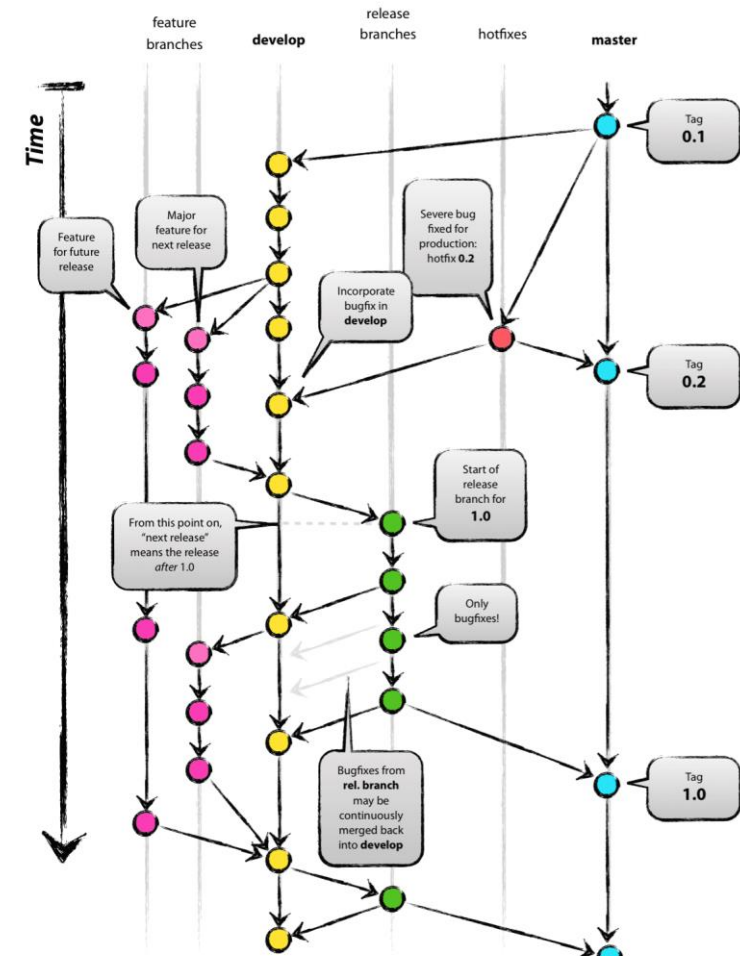 feature
branches
develop
release
branches
hotfixes
master
Time
Tag
0.1
Major
feature for
next release
Feature
for future
release
Severe bug
fixed for
production:
hotfix 0.2
Incorporate
bugfix in
develop
Tag
0.2
Start of
release
branch for
1.0
From this point on,
“next release”
means the release
after 1.0
Only
bugfixes!
Bugfixes from
rel. branch
may be
continuously
merged back
into develop
Tag
1.0